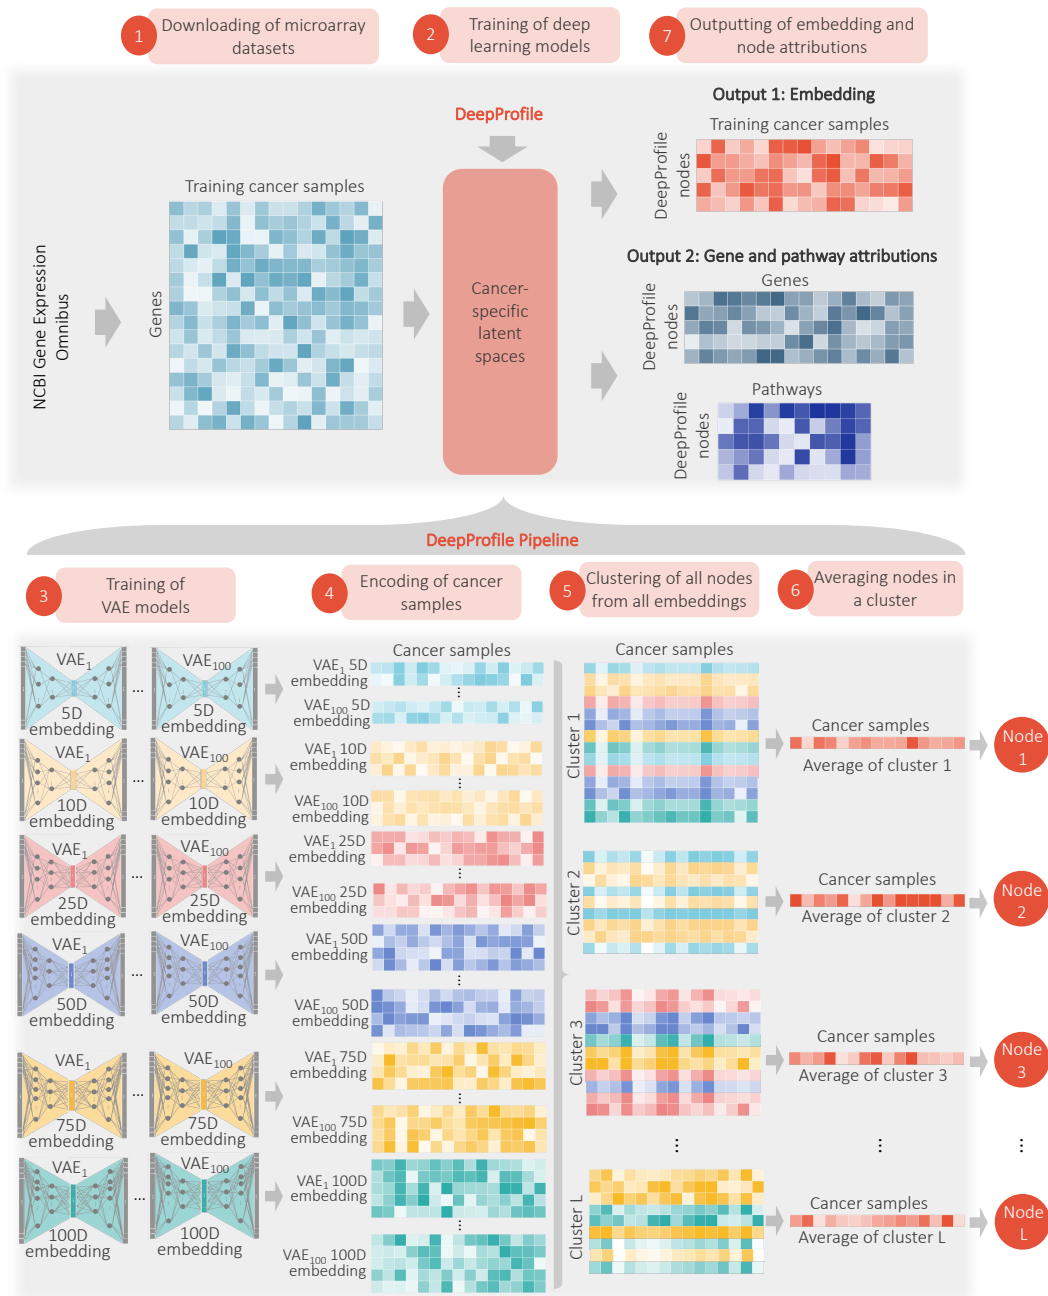 1
Downloading of microarray
datasets
2
Training of deep
learning models
7
Outputting of embedding and
node attributions
NCBI Gene Expression
Omnibus
Training cancer samples
Genes
DeepProfile
Cancer-
specific
latent
spaces
Output 1: Embedding
Training cancer samples
DeepProfile
nodes
Output 2: Gene and pathway attributions
Genes
DeepProfile
nodes
Pathways
DeepProfile
nodes
DeepProfile Pipeline
3
Training of
VAE models
4
Encoding of cancer
samples
5
Clustering of all nodes
from all embeddings
6
Averaging nodes in
a cluster
VAE1
5D
embedding
...
VAE100
5D
embedding
VAE1
10D
embedding
...
VAE100
10D
embedding
VAE1
25D
embedding
...
VAE100
25D
embedding
VAE1
50D
embedding
...
VAE100
50D
embedding
VAE1
75D
embedding
...
VAE100
75D
embedding
VAE1
100D
embedding
...
VAE100
100D
embedding
Cancer samples
VAE1 5D
embedding
...
VAE100 5D
embedding
VAE1 10D
embedding
...
VAE100 10D
embedding
VAE1 25D
embedding
...
VAE100 25D
embedding
VAE1 50D
embedding
...
VAE100 50D
embedding
VAE1 75D
embedding
...
VAE100 75D
embedding
VAE1 100D
embedding
...
VAE100 100D
embedding
Cancer samples
Cluster 1
Cluster 2
Cluster 3
...
Cluster L
Cancer samples
Average of cluster 1
Node
1
Cancer samples
Average of cluster 2
Node
2
Cancer samples
Average of cluster 3
Node
3
...
...
Cancer samples
Average of cluster L
Node
L